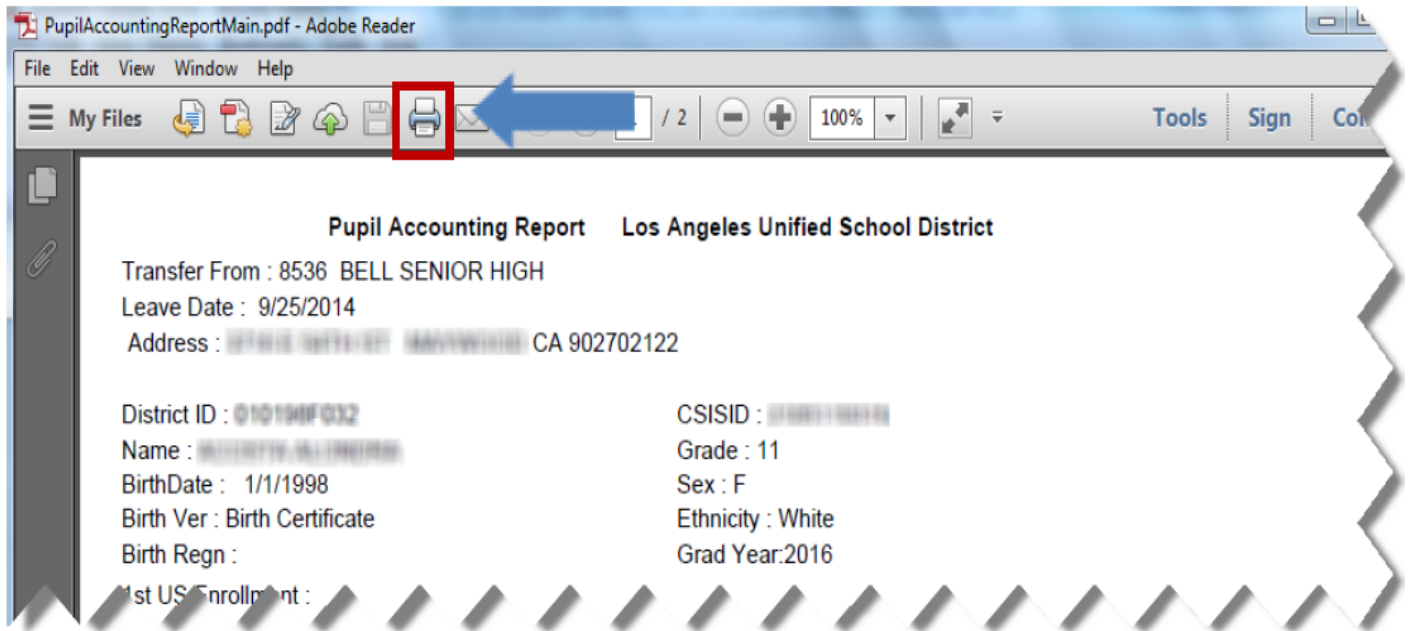 PupilAccountingReportMain.pdf - Adobe Reader
File Edit View Window Help
My Files / 2 100% Tools Sign
Pupil Accounting Report Los Angeles Unified School District
Transfer From : 8536 BELL SENIOR HIGH
Leave Date : 9/25/2014
Address : CA 902702122
District ID : CSISID :
Name : Grade : 11
BirthDate : 1/1/1998 Sex : F
Birth Ver : Birth Certificate Ethnicity : White
Birth Regn : Grad Year:2016
1st US Enrollment :